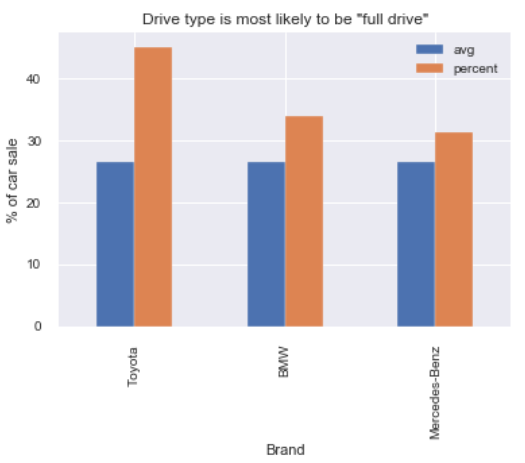 Drive type is most likely to be "full drive"
avg
percent
% of car sale
40
30
20
10
0
Toyota
BMW
Mercedes-Benz
Brand